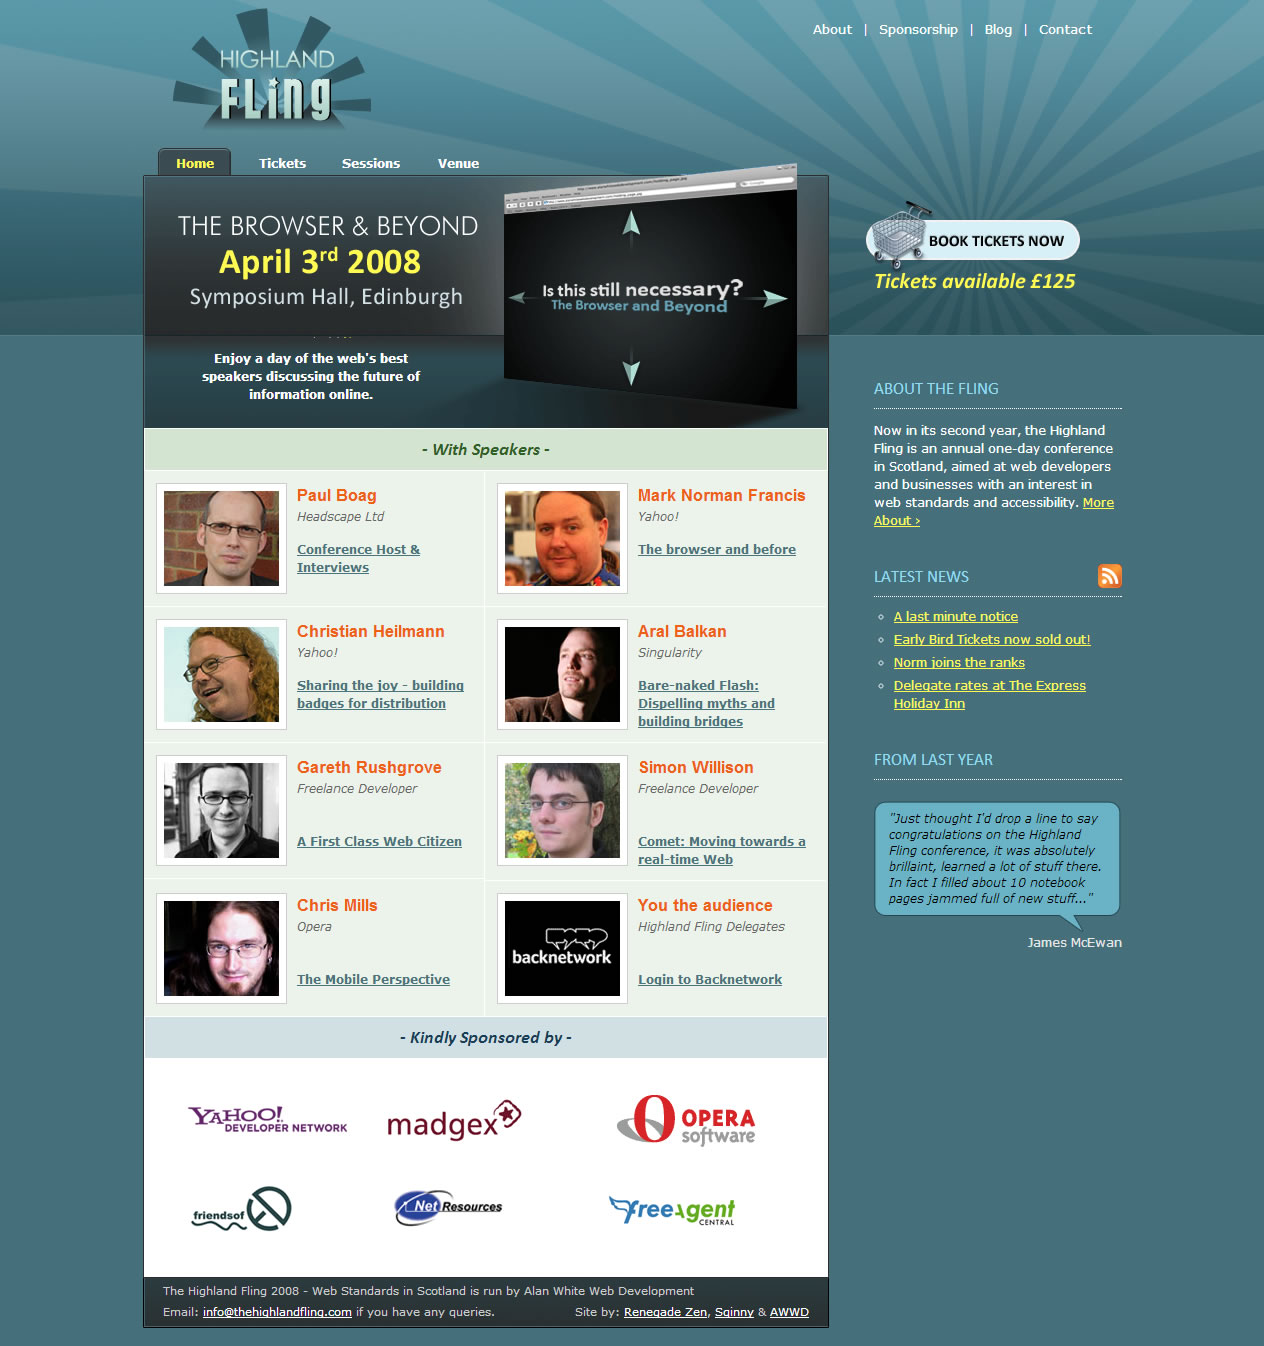 About | Sponsorship | Blog | Contact
HIGHLAND
FLing
Home Tickets Sessions Venue
THE BROWSER & BEYOND
April 3rd 2008
Symposium Hall, Edinburgh
Enjoy a day of the web's best
speakers discussing the future of
information online.
Is this still necessary?
The Browser and Beyond
BOOK TICKETS NOW
Tickets available £125
- With Speakers -
Paul Boag
Headscape Ltd
Conference Host &
Interviews
Mark Norman Francis
Yahoo!
The browser and before
Christian Heilmann
Yahoo!
Sharing the joy - building
badges for distribution
Aral Balkan
Singularity
Bare-naked Flash:
Dispelling myths and
building bridges
Gareth Rushgrove
Freelance Developer
A First Class Web Citizen
Simon Willison
Freelance Developer
Comet: Moving towards a
real-time Web
Chris Mills
Opera
The Mobile Perspective
backnetwork
You the audience
Highland Fling Delegates
Login to Backnetwork
- Kindly Sponsored by -
YAHOO!
DEVELOPER NETWORK
madgex
OPERA
software
friendsof
Net Resources
FreeAgent
CENTRAL
The Highland Fling 2008 - Web Standards in Scotland is run by Alan White Web Development
Email: info@thehighlandfling.com if you have any queries.
Site by: Renegade Zen, Sqinny & AWWD
ABOUT THE FLING
Now in its second year, the Highland
Fling is an annual one-day conference
in Scotland, aimed at web developers
and businesses with an interest in
web standards and accessibility. More
About >
LATEST NEWS
A last minute notice
Early Bird Tickets now sold out!
Norm joins the ranks
Delegate rates at The Express
Holiday Inn
FROM LAST YEAR
"Just thought I'd drop a line to say
congratulations on the Highland
Fling conference, it was absolutely
brillaint, learned a lot of stuff there.
In fact I filled about 10 notebook
pages jammed full of new stuff..."
James McEwan